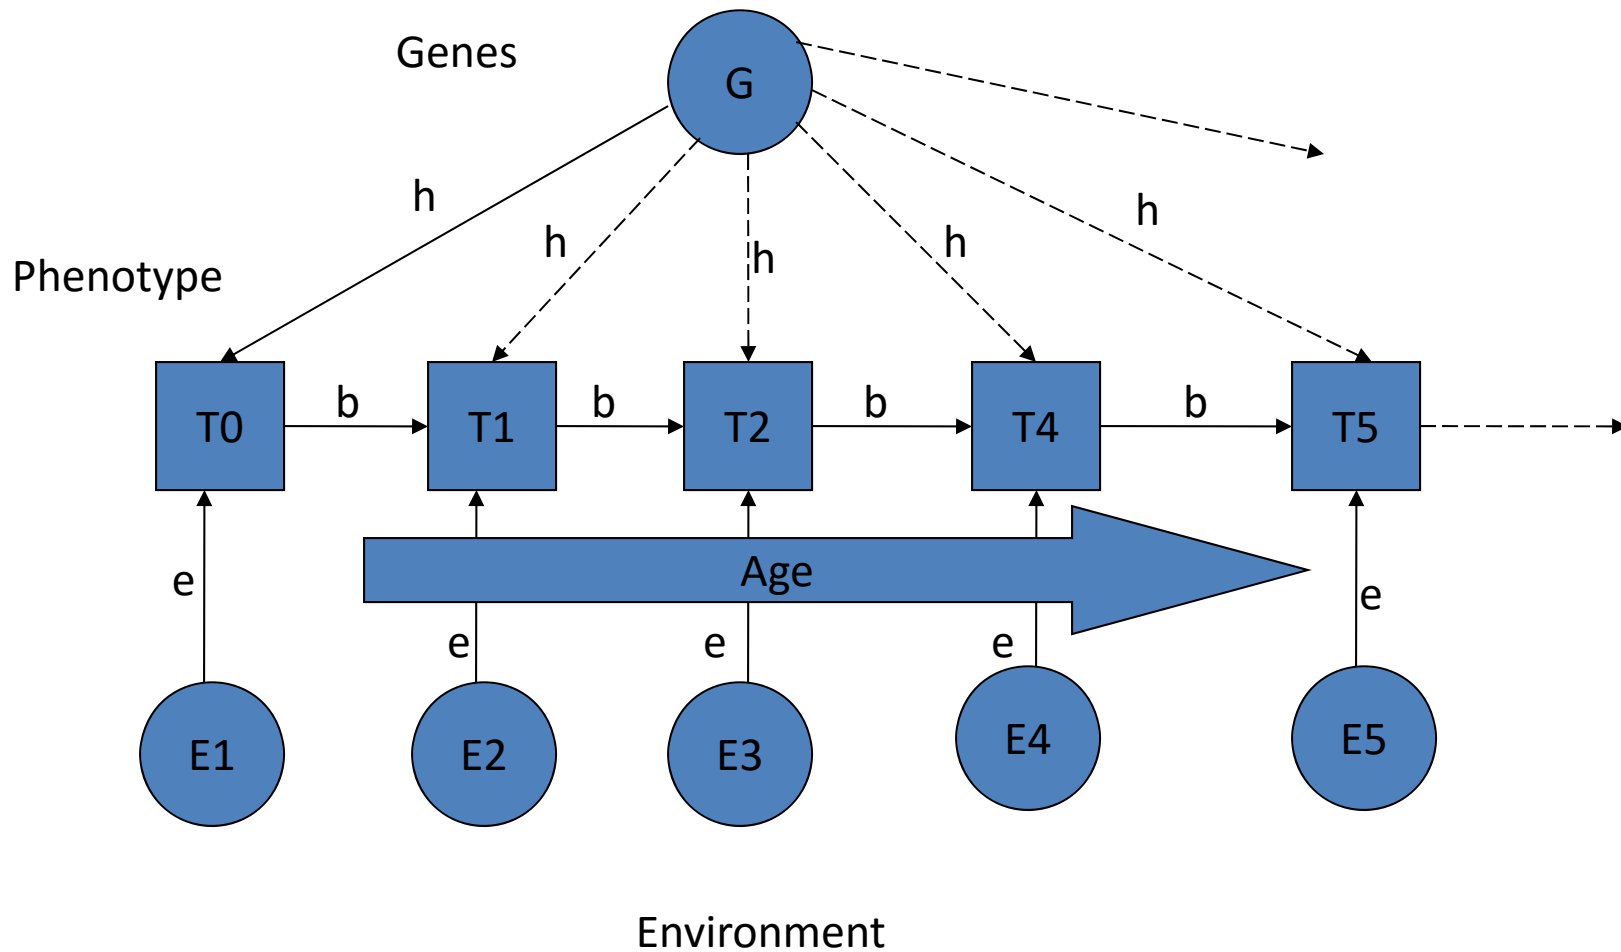 Genes
G
h
h
h
h
h
Phenotype
T0
b
T1
b
T2
b
T4
b
T5
Age
e
e
e
e
e
E1
E2
E3
E4
E5
Environment